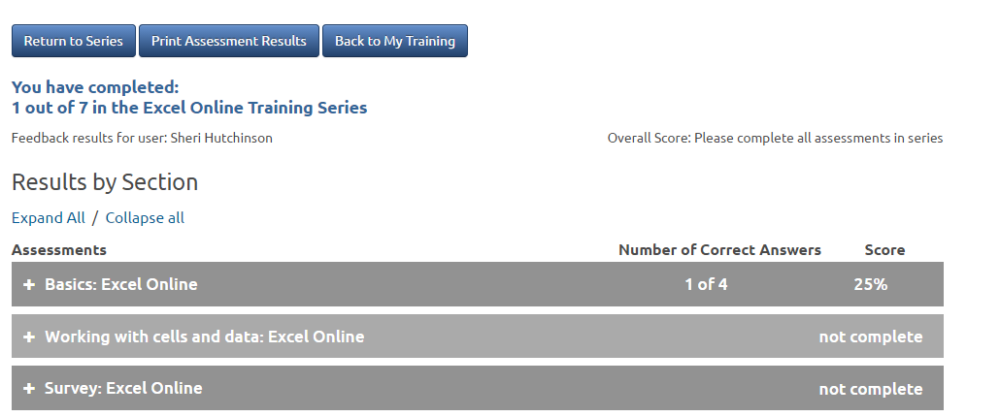 Return to Series Print Assessment Results Back to My Training
You have completed:
1 out of 7 in the Excel Online Training Series
Feedback results for user: Sheri Hutchinson Overall Score: Please complete all assessments in series
Results by Section
Expand All / Collapse all
Assessments Number of Correct Answers Score
+ Basics: Excel Online 1 of 4 25%
+ Working with cells and data: Excel Online not complete
+ Survey: Excel Online not complete